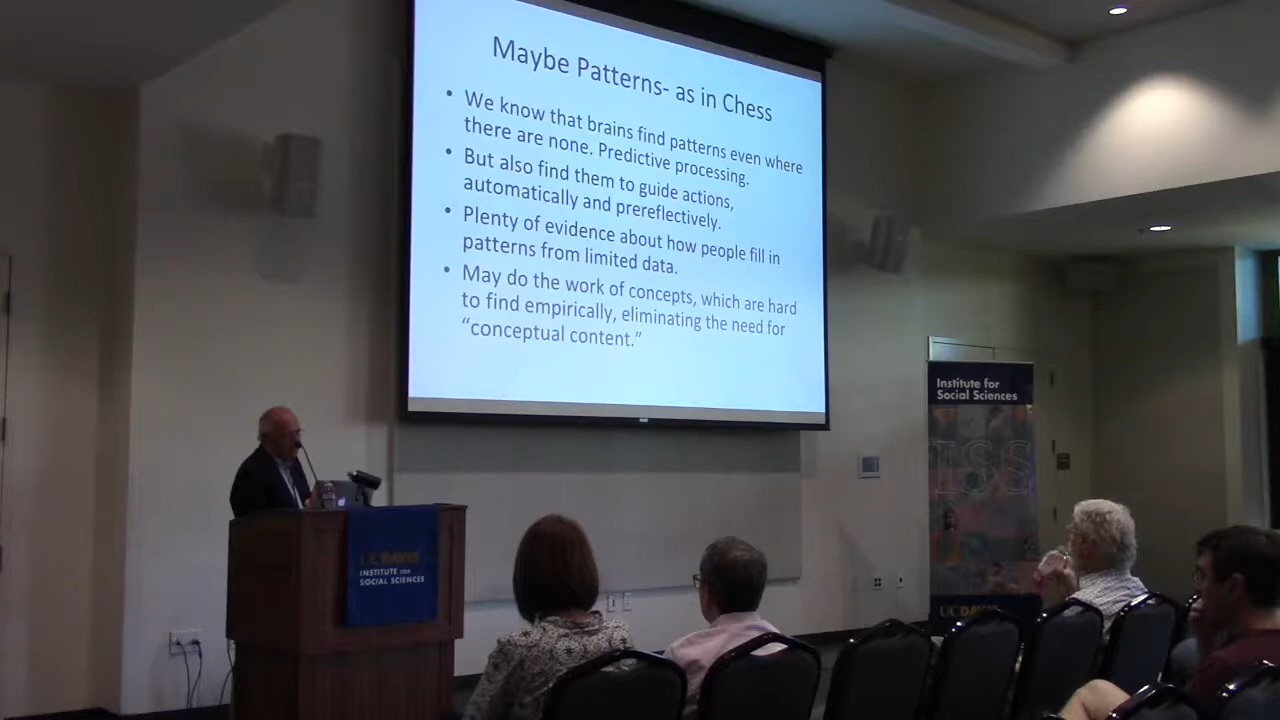 Maybe Patterns- as in Chess
• We know that brains find patterns even where
there are none. Predictive processing.
• But also find them to guide actions,
automatically and prereflectively.
• Plenty of evidence about how people fill in
patterns from limited data.
• May do the work of concepts, which are hard
to find empirically, eliminating the need for
“conceptual content.”
Institute for
Social Sciences
ISS
UC DAVIS
UC DAVIS
INSTITUTE FOR
SOCIAL SCIENCES